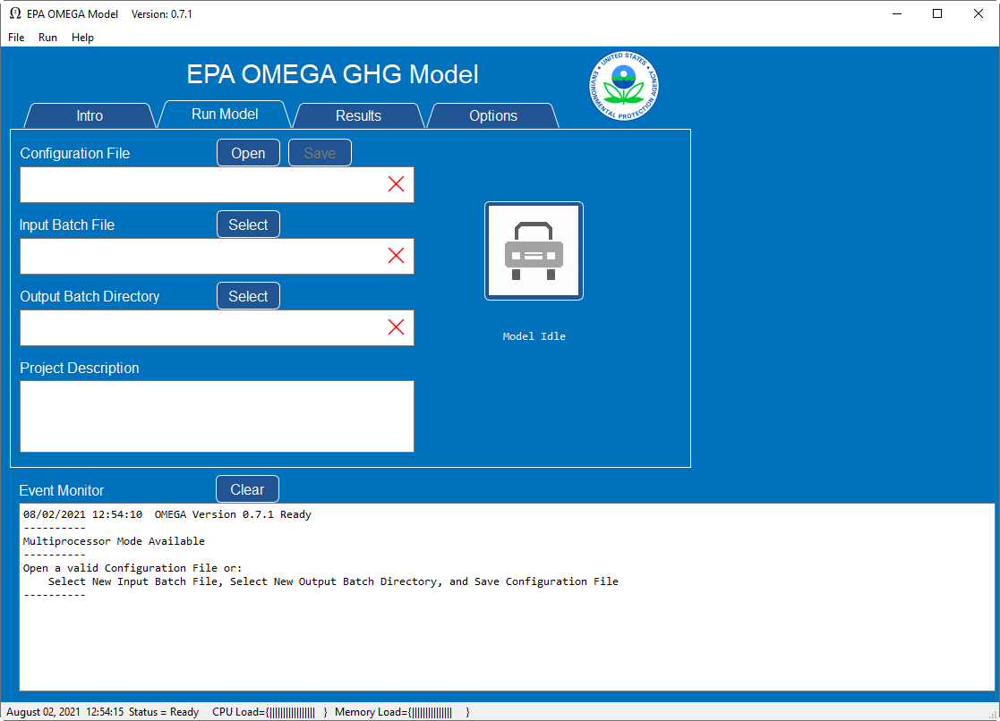 EPA OMEGA Model Version: 0.7.1
File Run Help
EPA OMEGA GHG Model
UNITED STATES
ENVIRONMENTAL PROTECTION AGENCY
Intro Run Model Results Options
Configuration File Open Save
Input Batch File Select
Output Batch Directory Select
Model Idle
Project Description
Event Monitor Clear
08/02/2021 12:54:10 OMEGA Version 0.7.1 Ready
----------
Multiprocessor Mode Available
----------
Open a valid Configuration File or:
Select New Input Batch File, Select New Output Batch Directory, and Save Configuration File
----------
August 02, 2021 12:54:15 Status = Ready CPU Load={||||||||||||||||| } Memory Load={||||||||||||||| }